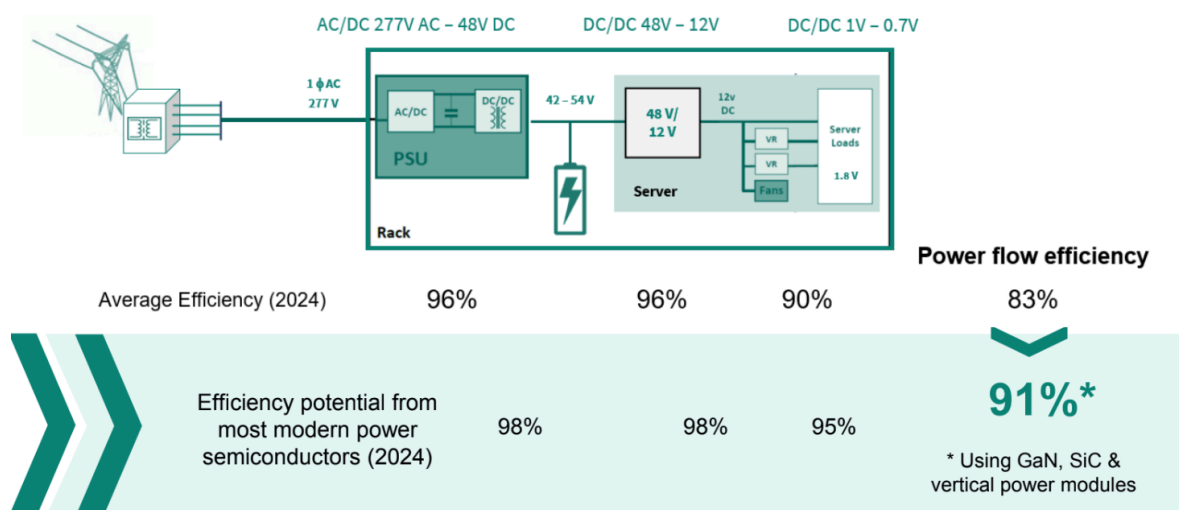 AC/DC 277V AC – 48V DC
DC/DC 48V – 12V
DC/DC 1V – 0.7V
1 ϕ AC
277 V
AC/DC
DC/DC
PSU
42 – 54 V
48 V/
12 V
12v
DC
VR
VR
Fans
Server
Loads
1.8 V
Server
Rack
Power flow efficiency
Average Efficiency (2024)
96%
96%
90%
83%
Efficiency potential from
most modern power
semiconductors (2024)
98%
98%
95%
91%*
* Using GaN, SiC &
vertical power modules